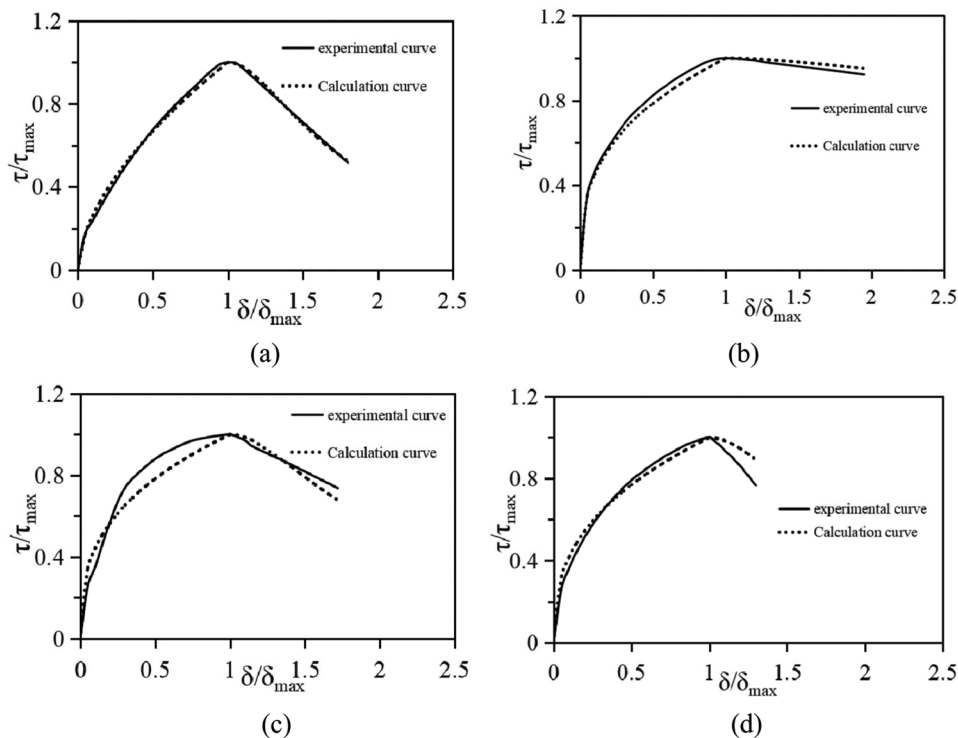 1.2
experimental curve
Calculation curve
0.8
τ/τmax
0.4
0
0 0.5 1 1.5 2 2.5
δ/δmax
(a)
1.2
experimental curve
Calculation curve
0.8
τ/τmax
0.4
0
0 0.5 1 1.5 2 2.5
δ/δmax
(b)
1.2
experimental curve
Calculation curve
0.8
τ/τmax
0.4
0
0 0.5 1 1.5 2 2.5
δ/δmax
(c)
1.2
experimental curve
Calculation curve
0.8
τ/τmax
0.4
0
0 0.5 1 1.5 2 2.5
δ/δmax
(d)